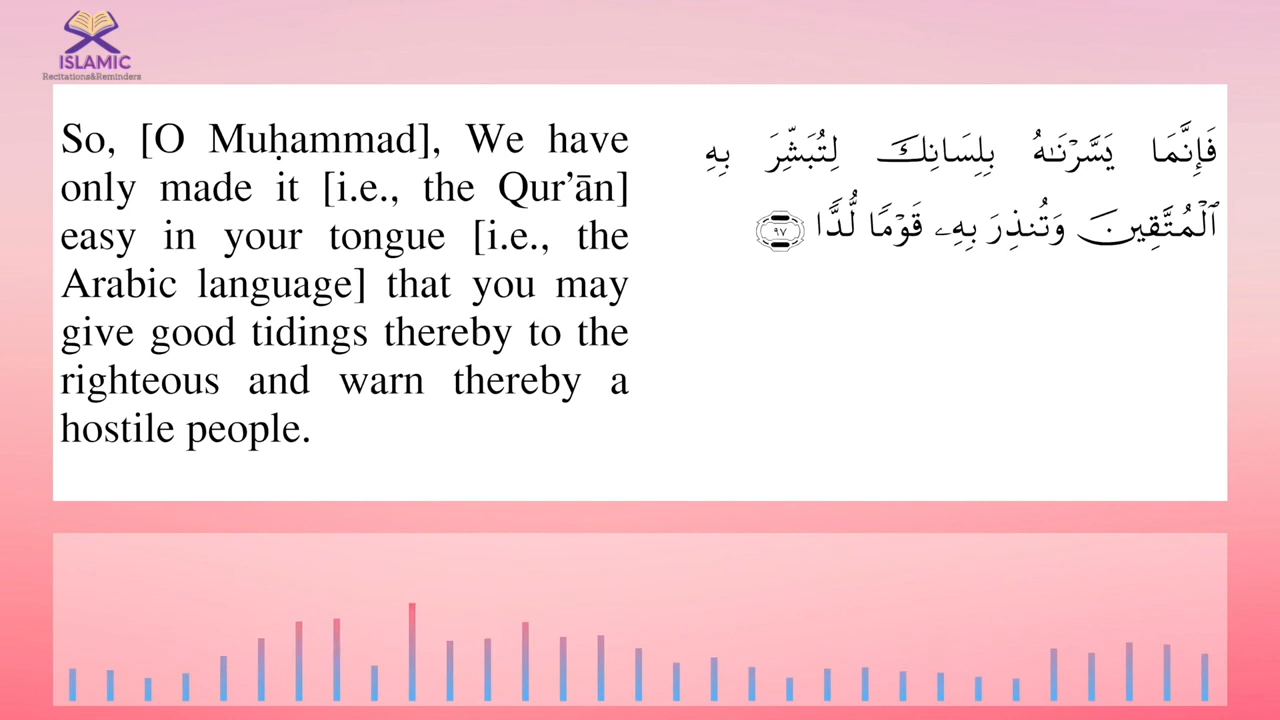 ISLAMIC
Recitations&Reminders
So, [O Muḥammad], We have
only made it [i.e., the Qur’ān]
easy in your tongue [i.e., the
Arabic language] that you may
give good tidings thereby to the
righteous and warn thereby a
hostile people.
فَإِنَّمَا يَسَّرْنَـٰهُ بِلِسَانِكَ لِتُبَشِّرَ بِهِ
ٱلْمُتَّقِينَ وَتُنذِرَ بِهِۦ قَوْمًا لُّدًّا ٩٧